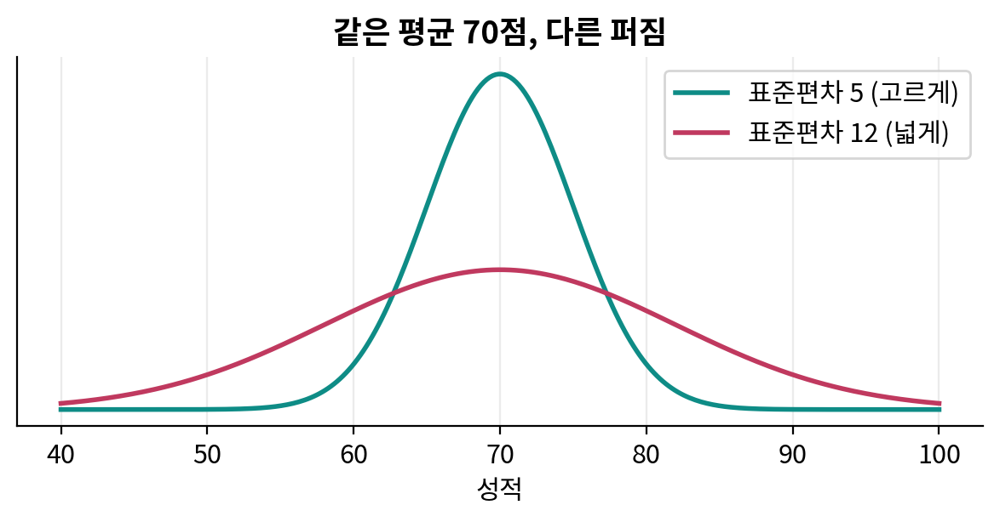 같은 평균 70점, 다른 퍼짐
표준편차 5 (고르게)
표준편차 12 (넓게)
40 50 60 70 80 90 100
성적